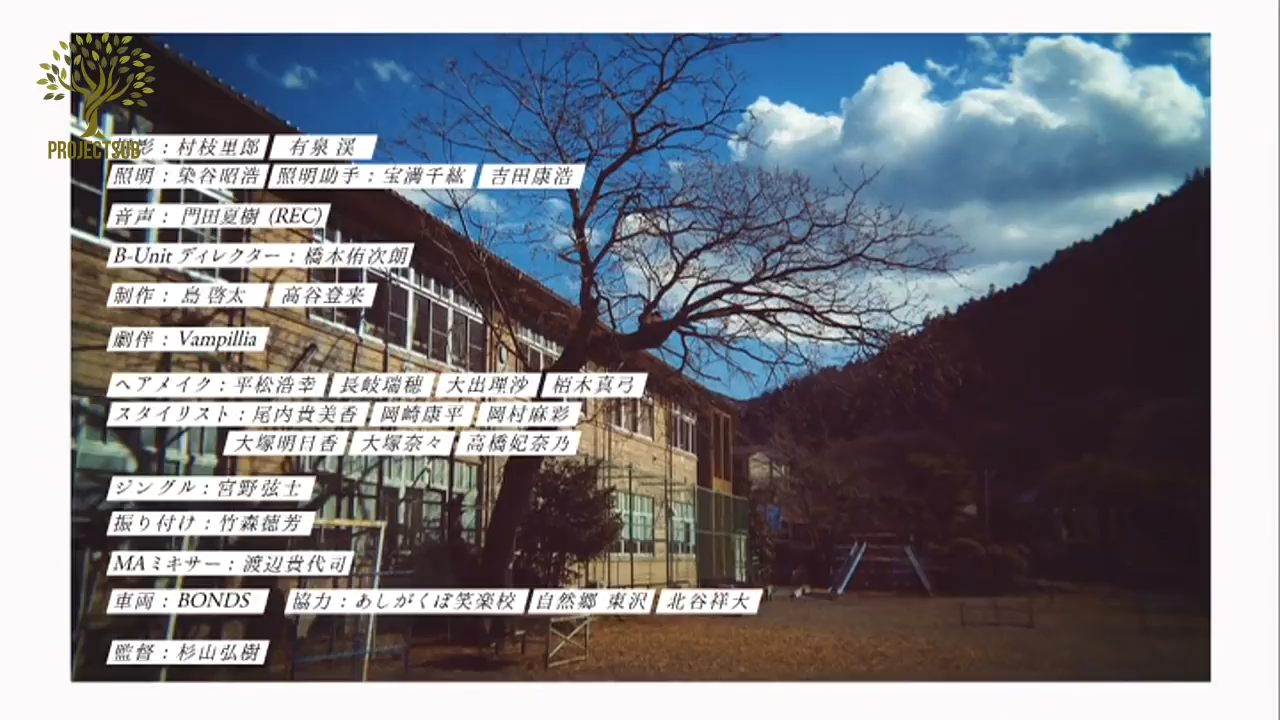 PROJECTSUB
影：村枝里郎　有泉 渓
照明：染谷昭浩　照明助手：宝満千紘　吉田康浩
音声：門田夏樹 (REC)
B-Unit ディレクター：橋本侑次朗
制作：島 啓太　高谷登来
劇伴：Vampillia
ヘアメイク：平松浩幸　長岐瑞穂　大出理沙　栢木真弓
スタイリスト：尾内貴美香　岡崎康平　岡村麻彩
大塚明日香　大塚奈々　高橋妃奈乃
ジングル：宮野弦士
振り付け：竹森徳芳
MAミキサー：渡辺貴代司
車両：BONDS　協力：あしがくぼ笑楽校　自然郷 東沢　北谷祥大
監督：杉山弘樹